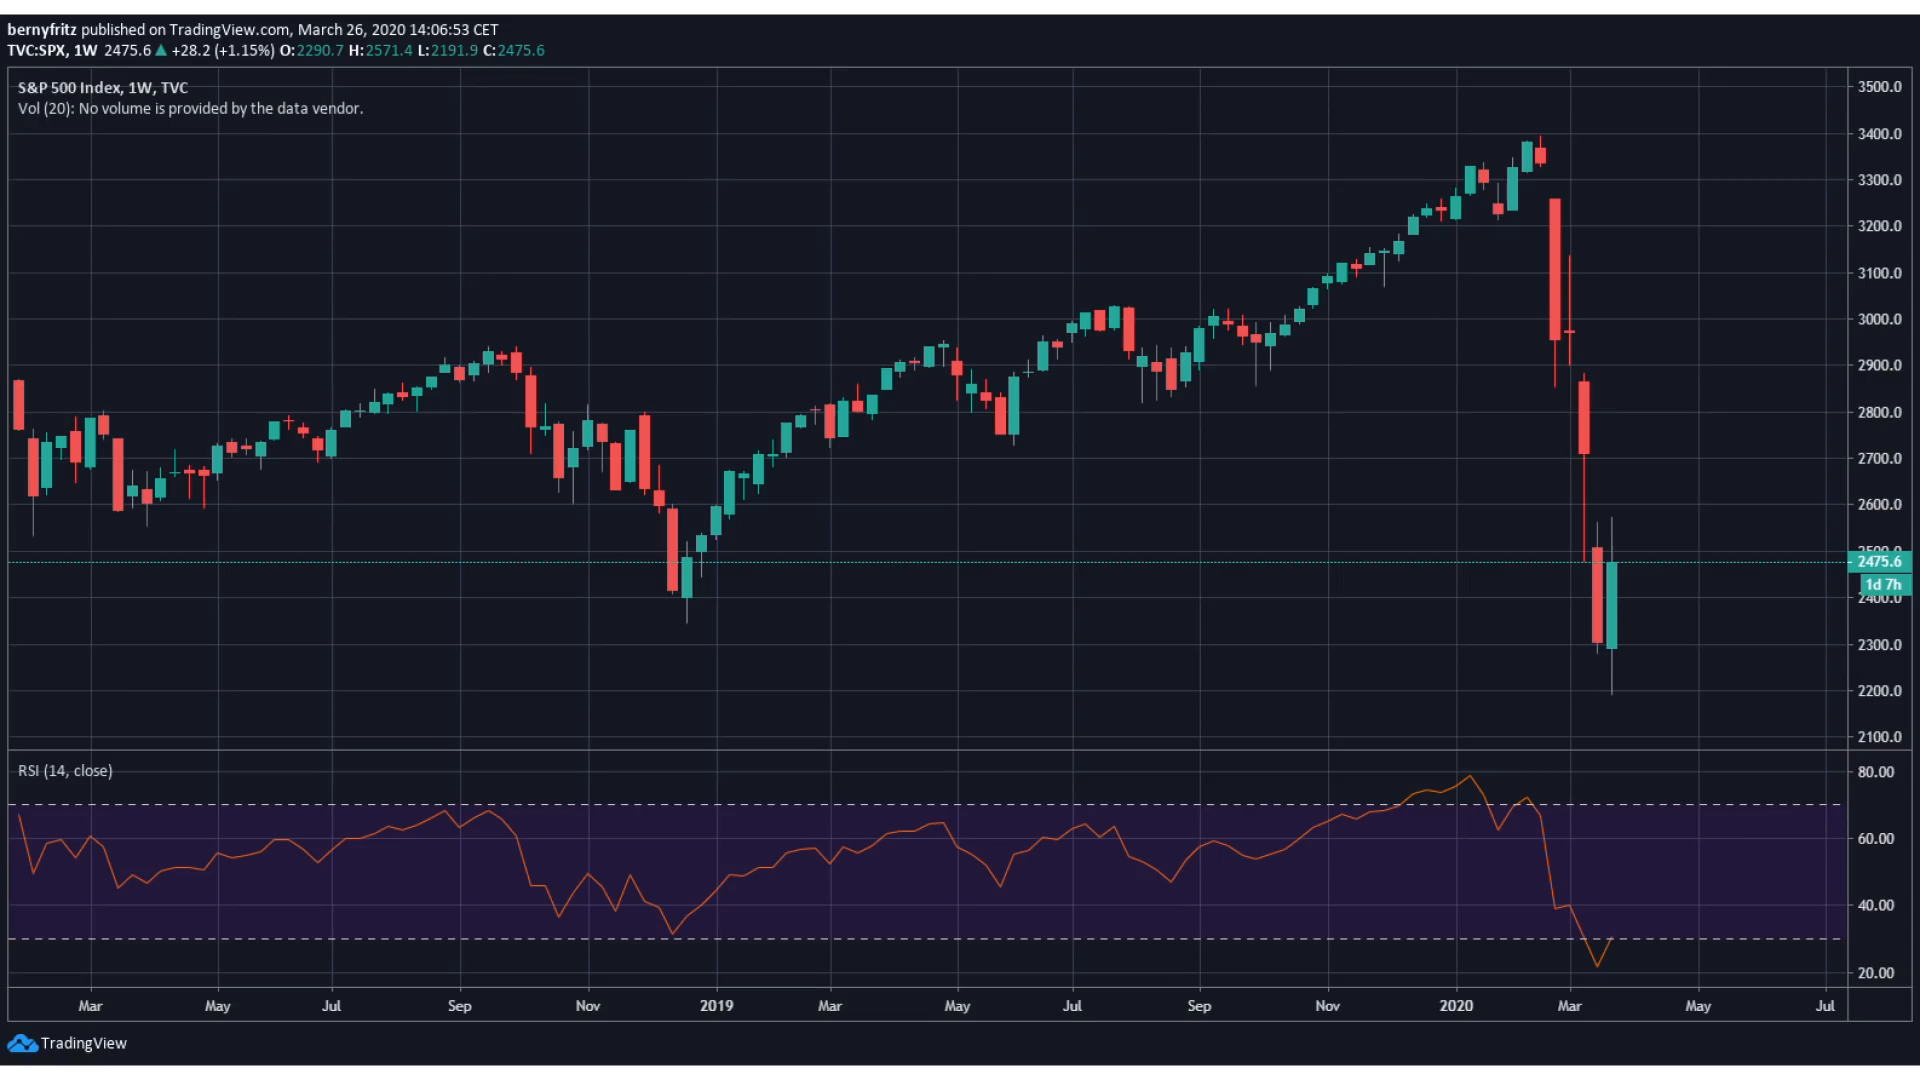 bernyfritz published on TradingView.com, March 26, 2020 14:06:53 CET
TVC:SPX, 1W 2475.6 ▲ +28.2 (+1.15%) O:2290.7 H:2571.4 L:2191.9 C:2475.6
S&P 500 Index, 1W, TVC
Vol (20): No volume is provided by the data vendor.
3500.0
3400.0
3300.0
3200.0
3100.0
3000.0
2900.0
2800.0
2700.0
2600.0
2500.0
2475.6
1d 7h
2400.0
2300.0
2200.0
2100.0
RSI (14, close)
80.00
60.00
40.00
20.00
Mar May Jul Sep Nov 2019 Mar May Jul Sep Nov 2020 Mar May Jul
TradingView